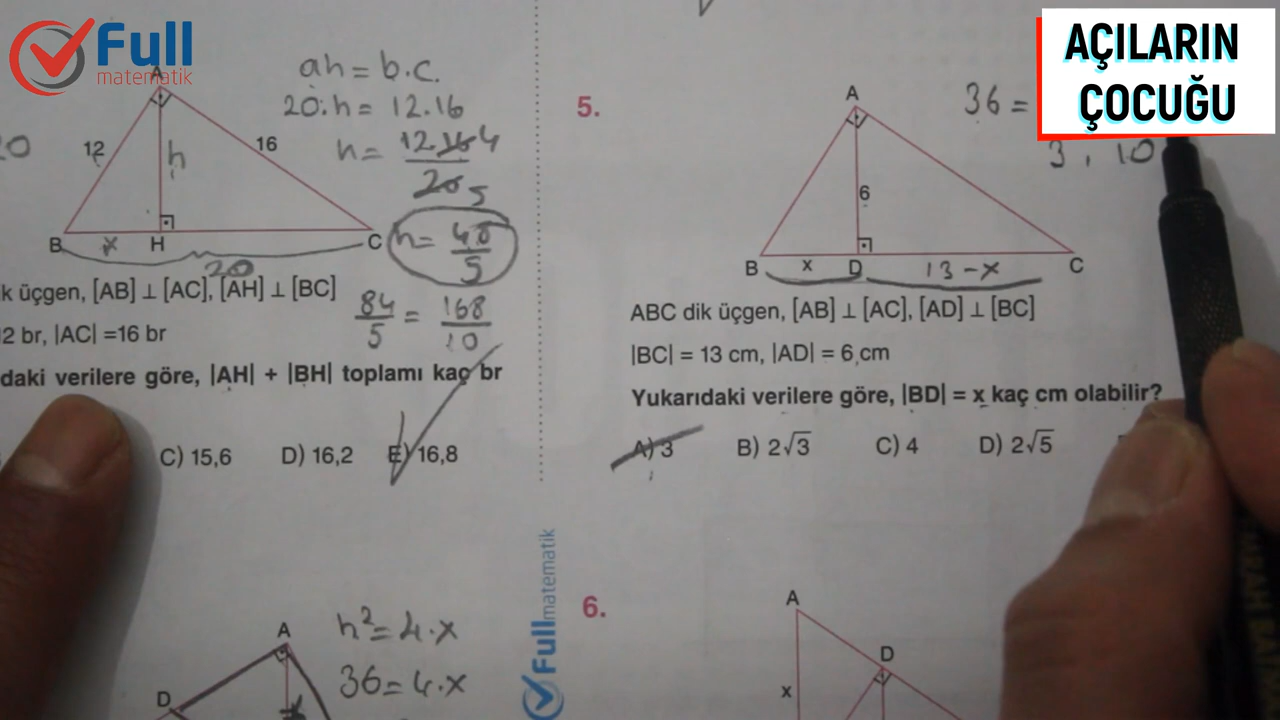 Full
matematik
AÇILARIN
ÇOCUĞU
A
12
h
16
B
x
H
C
20
ah = b.c.
20.h = 12.16
h = 12.16 4
20 5
h = 48
5
84 = 168
5 10
k üçgen, [AB] ⊥ [AC], [AH] ⊥ [BC]
2 br, |AC| =16 br
daki verilere göre, |AH| + |BH| toplamı kaç br
C) 15,6 D) 16,2 E) 16,8
5.
A
36 =
3 . 10
6
B
x
D
13-x
C
ABC dik üçgen, [AB] ⊥ [AC], [AD] ⊥ [BC]
|BC| = 13 cm, |AD| = 6 cm
Yukarıdaki verilere göre, |BD| = x kaç cm olabilir?
A) 3 B) 2√3 C) 4 D) 2√5
Full matematik
A
D
h² = 4.x
36 = 4.x
6.
A
D
x